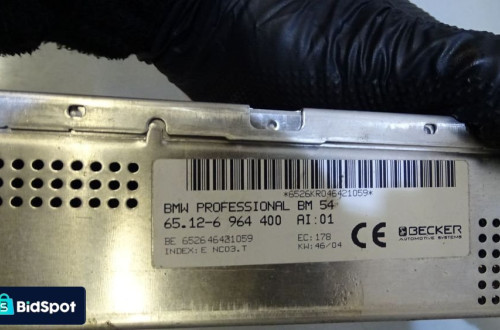 *6526KR046421059*
BMW PROFESSIONAL BM 54
65.12-6 964 400 AI:01
BE 652646401059
INDEX:E NC03.T
EC:178
KW:46/04
CE
BECKER
AUTOMOTIVE SYSTEMS
BidSpot